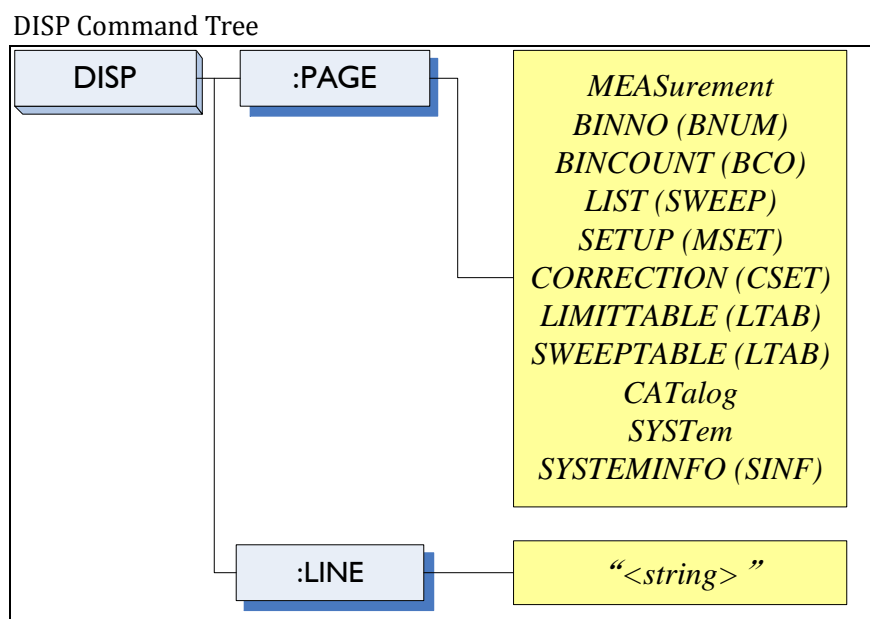 DISP Command Tree
DISP
:PAGE
MEASurement
BINNO (BNUM)
BINCOUNT (BCO)
LIST (SWEEP)
SETUP (MSET)
CORRECTION (CSET)
LIMITTABLE (LTAB)
SWEEPTABLE (LTAB)
CATalog
SYSTem
SYSTEMINFO (SINF)
:LINE
“<string> ”